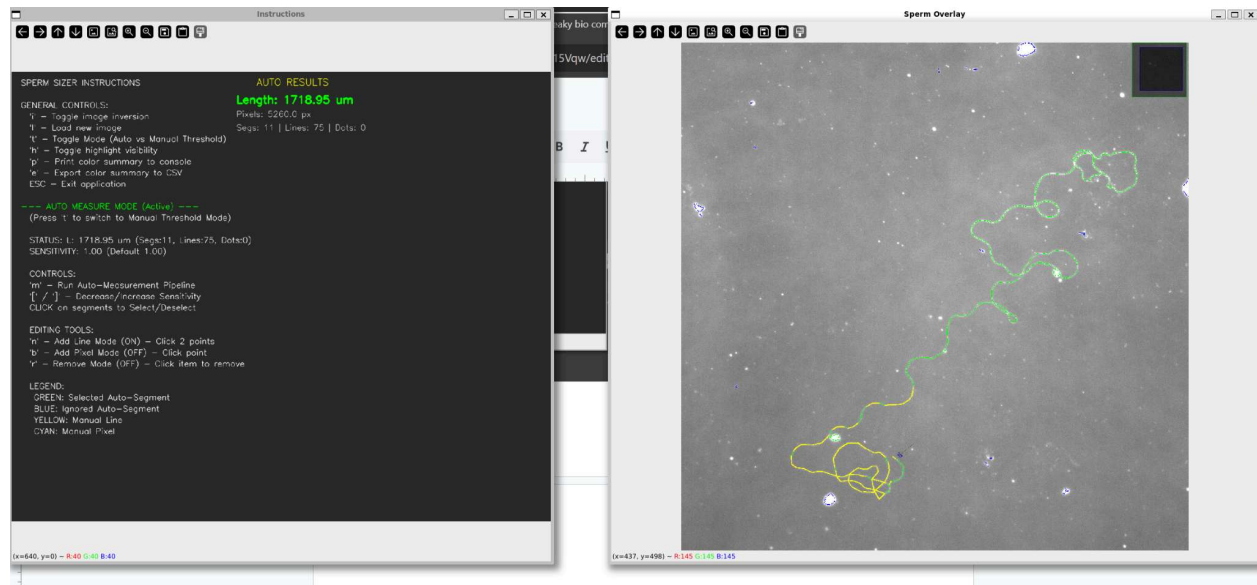 Instructions
SPERM SIZER INSTRUCTIONS
AUTO RESULTS
Length: 1718.95 um
Pixels: 5260.0 px
Segs: 11 | Lines: 75 | Dots: 0
GENERAL CONTROLS:
'i' - Toggle image inversion
'l' - Load new image
't' - Toggle Mode (Auto vs Manual Threshold)
'h' - Toggle highlight visibility
'p' - Print color summary to console
'e' - Export color summary to CSV
ESC - Exit application
--- AUTO MEASURE MODE (Active) ---
(Press 't' to switch to Manual Threshold Mode)
STATUS: L: 1718.95 um (Segs:11, Lines:75, Dots:0)
SENSITIVITY: 1.00 (Default 1.00)
CONTROLS:
'm' - Run Auto-Measurement Pipeline
'[' / ']' - Decrease/Increase Sensitivity
CLICK on segments to Select/Deselect
EDITING TOOLS:
'n' - Add Line Mode (ON) - Click 2 points
'b' - Add Pixel Mode (OFF) - Click point
'r' - Remove Mode (OFF) - Click item to remove
LEGEND:
GREEN: Selected Auto-Segment
BLUE: Ignored Auto-Segment
YELLOW: Manual Line
CYAN: Manual Pixel
(x=640, y=0) ~ R:40 G:40 B:40
eaky bio com
15Vqw/edit
B I
Sperm Overlay
(x=437, y=498) ~ R:145 G:145 B:145